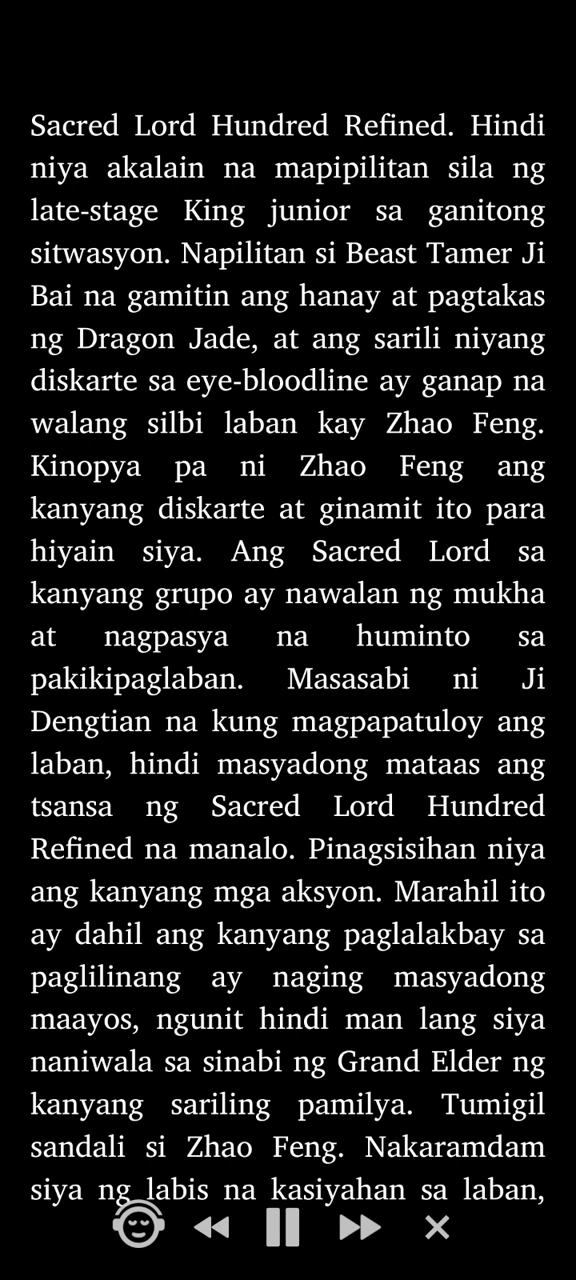 Sacred Lord Hundred Refined. Hindi
niya akalain na mapipilitan sila ng
late-stage King junior sa ganitong
sitwasyon. Napilitan si Beast Tamer Ji
Bai na gamitin ang hanay at pagtakas
ng Dragon Jade, at ang sarili niyang
diskarte sa eye-bloodline ay ganap na
walang silbi laban kay Zhao Feng.
Kinopya pa ni Zhao Feng ang
kanyang diskarte at ginamit ito para
hiyain siya. Ang Sacred Lord sa
kanyang grupo ay nawalan ng mukha
at nagpasya na huminto sa
pakikipaglaban. Masasabi ni Ji
Dengtian na kung magpapatuloy ang
laban, hindi masyadong mataas ang
tsansa ng Sacred Lord Hundred
Refined na manalo. Pinagsisihan niya
ang kanyang mga aksyon. Marahil ito
ay dahil ang kanyang paglalakbay sa
paglilinang ay naging masyadong
maayos, ngunit hindi man lang siya
naniwala sa sinabi ng Grand Elder ng
kanyang sariling pamilya. Tumigil
sandali si Zhao Feng. Nakaramdam
siya ng labis na kasiyahan sa laban,